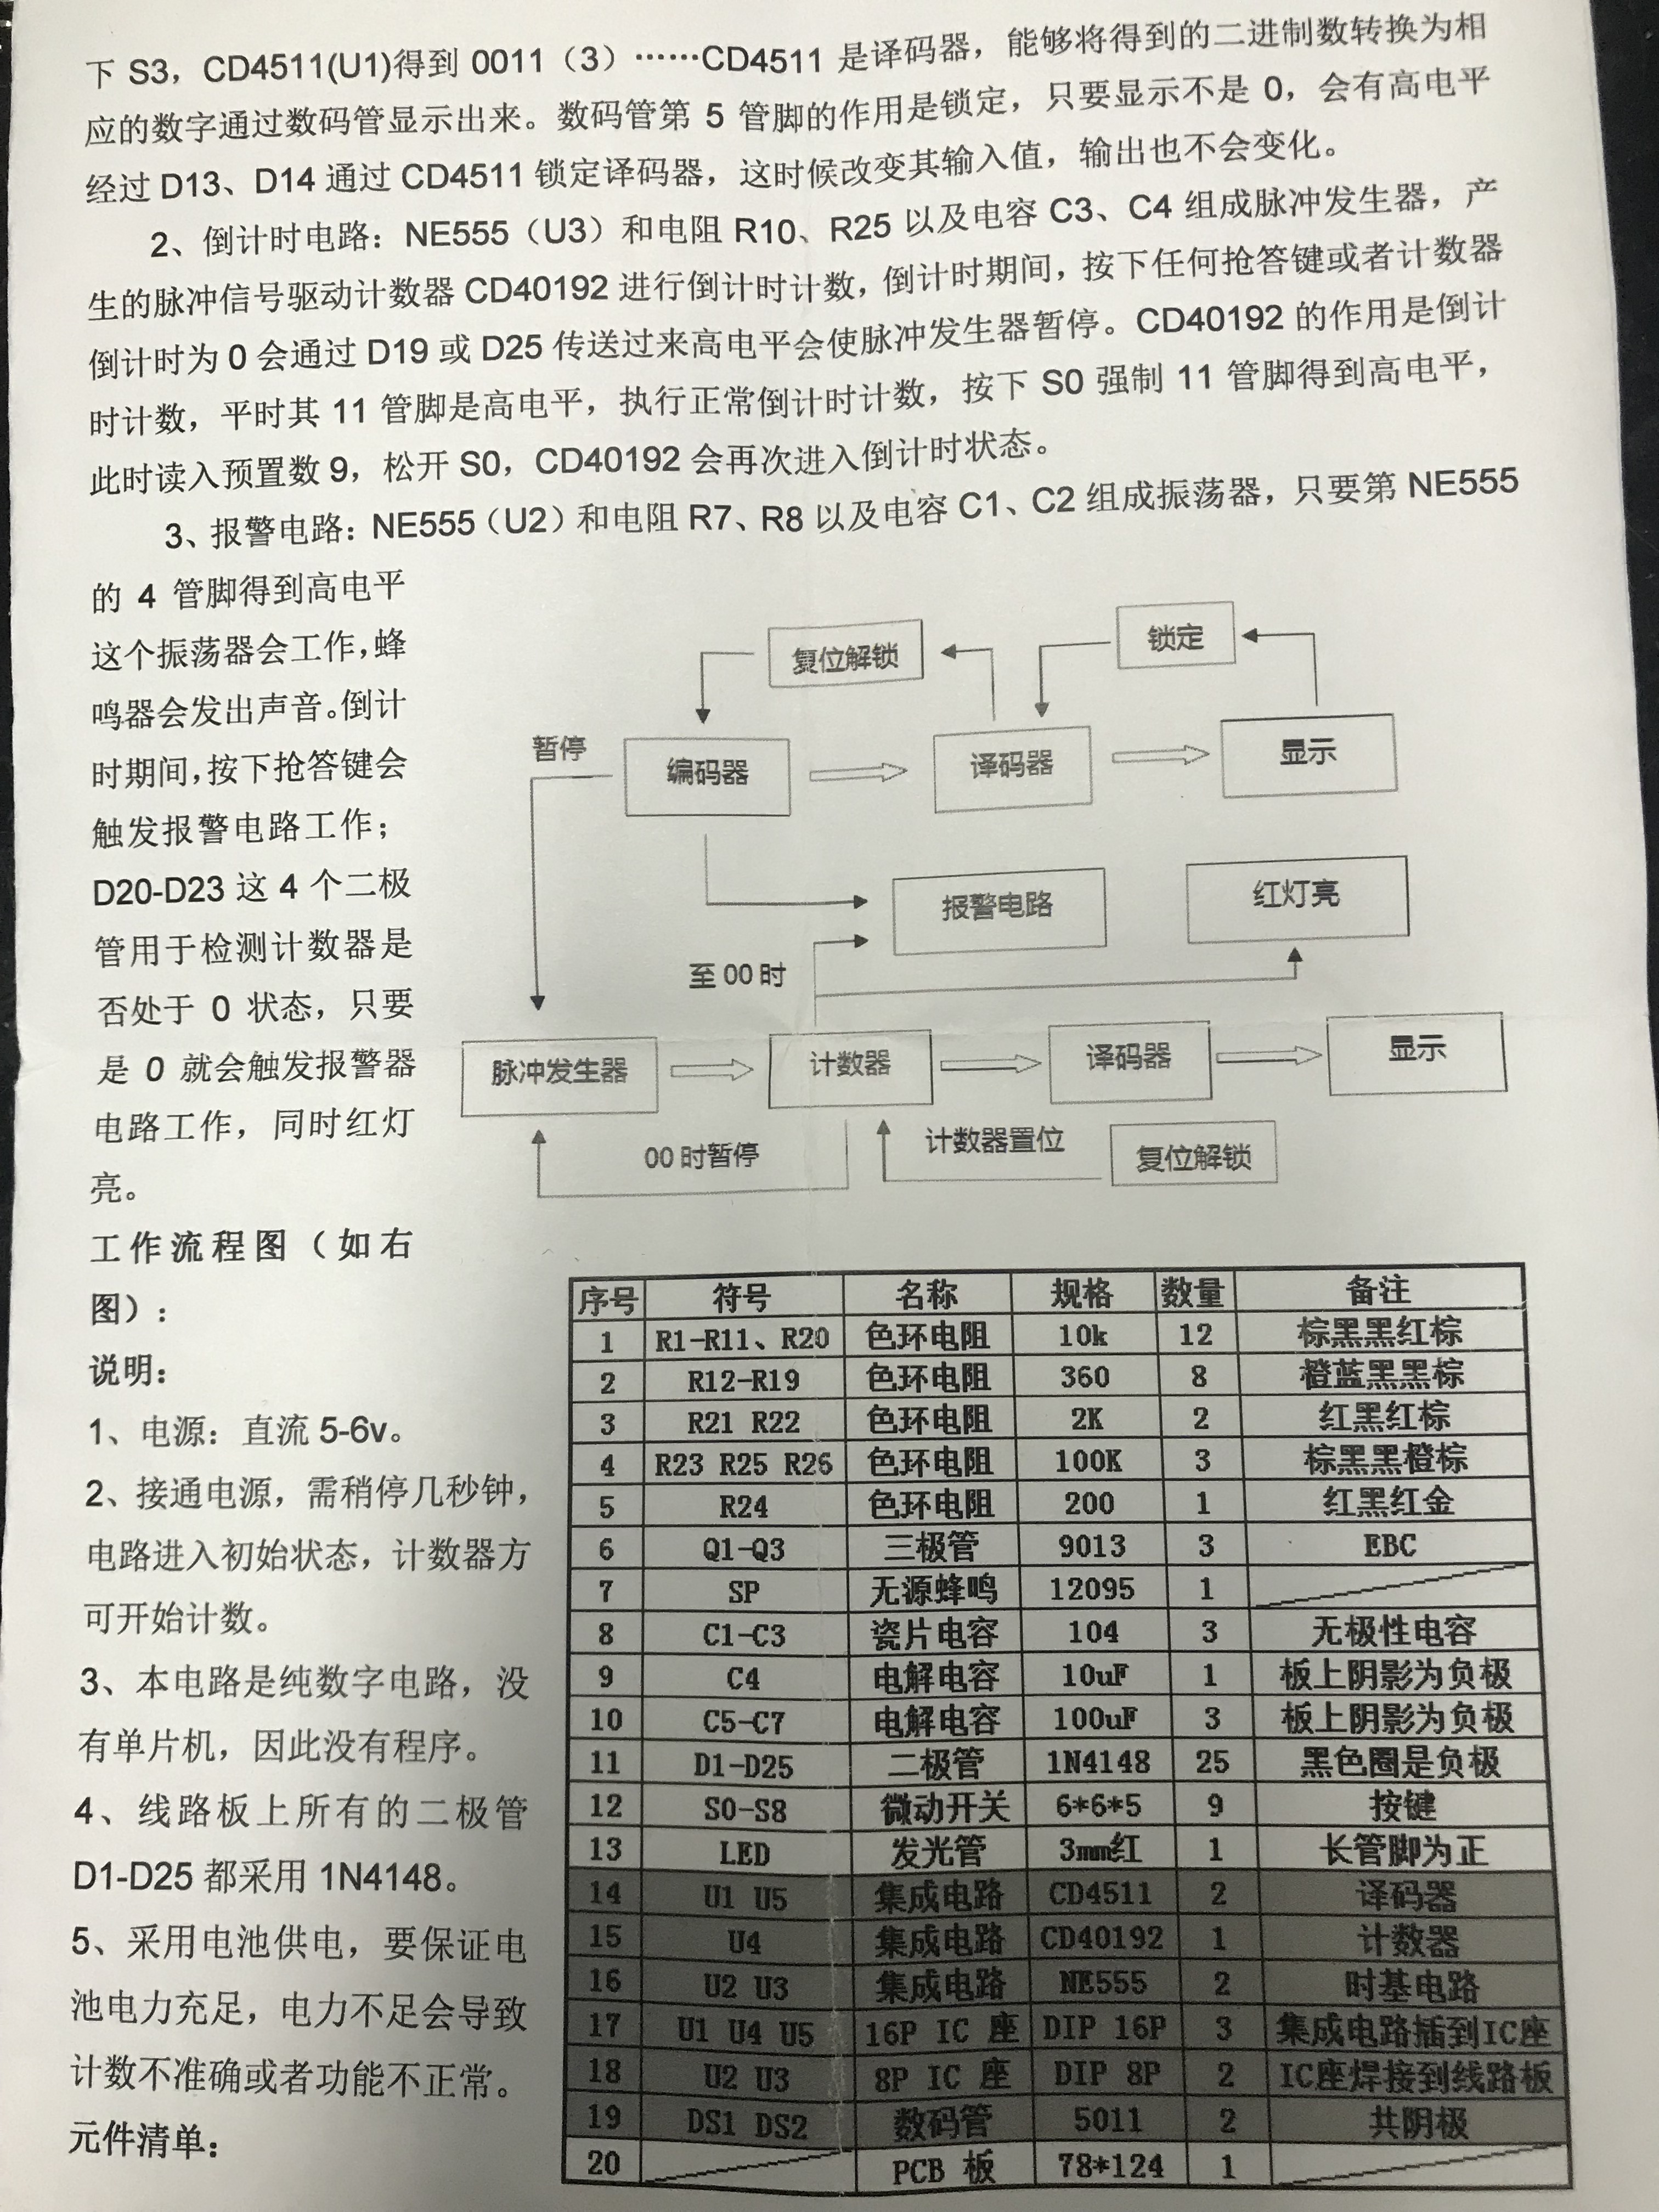 下 S3，CD4511(U1)得到 0011（3）……CD4511 是译码器，能够将得到的二进制数转换为相
应的数字通过数码管显示出来。数码管第 5 管脚的作用是锁定，只要显示不是 0，会有高电平
经过 D13、D14 通过 CD4511 锁定译码器，这时候改变其输入值，输出也不会变化。
2、倒计时电路：NE555（U3）和电阻 R10、R25 以及电容 C3、C4 组成脉冲发生器，产
生的脉冲信号驱动计数器 CD40192 进行倒计时计数，倒计时期间，按下任何抢答键或者计数器
倒计时为 0 会通过 D19 或 D25 传送过来高电平会使脉冲发生器暂停。CD40192 的作用是倒计
时计数，平时其 11 管脚是高电平，执行正常倒计时计数，按下 S0 强制 11 管脚得到高电平，
此时读入预置数 9，松开 S0，CD40192 会再次进入倒计时状态。
3、报警电路：NE555（U2）和电阻 R7、R8 以及电容 C1、C2 组成振荡器，只要第 NE555
的 4 管脚得到高电平
这个振荡器会工作，蜂
鸣器会发出声音。倒计
时期间，按下抢答键会
触发报警电路工作；
D20-D23 这 4 个二极
管用于检测计数器是
否处于 0 状态，只要
是 0 就会触发报警器
电路工作，同时红灯
亮。
工作流程图（如右
图）：
复位解锁
锁定
暂停
编码器
译码器
显示
报警电路
红灯亮
至 00 时
脉冲发生器
计数器
译码器
显示
00 时暂停
计数器置位
复位解锁
说明：
1、电源：直流 5-6v。
2、接通电源，需稍停几秒钟，
电路进入初始状态，计数器方
可开始计数。
3、本电路是纯数字电路，没
有单片机，因此没有程序。
4、线路板上所有的二极管
D1-D25 都采用 1N4148。
5、采用电池供电，要保证电
池电力充足，电力不足会导致
计数不准确或者功能不正常。
元件清单：
序号 符号 名称 规格 数量 备注
1 R1-R11、R20 色环电阻 10k 12 棕黑黑红棕
2 R12-R19 色环电阻 360 8 橙蓝黑黑棕
3 R21 R22 色环电阻 2K 2 红黑红棕
4 R23 R25 R26 色环电阻 100K 3 棕黑黑橙棕
5 R24 色环电阻 200 1 红黑红金
6 Q1-Q3 三极管 9013 3 EBC
7 SP 无源蜂鸣 12095 1
8 C1-C3 瓷片电容 104 3 无极性电容
9 C4 电解电容 10uF 1 板上阴影为负极
10 C5-C7 电解电容 100uF 3 板上阴影为负极
11 D1-D25 二极管 1N4148 25 黑色圈是负极
12 S0-S8 微动开关 6*6*5 9 按键
13 LED 发光管 3mm红 1 长管脚为正
14 U1 U5 集成电路 CD4511 2 译码器
15 U4 集成电路 CD40192 1 计数器
16 U2 U3 集成电路 NE555 2 时基电路
17 U1 U4 U5 16P IC 座 DIP 16P 3 集成电路插到IC座
18 U2 U3 8P IC 座 DIP 8P 2 IC座焊接到线路板
19 DS1 DS2 数码管 5011 2 共阴极
20 PCB 板 78*124 1